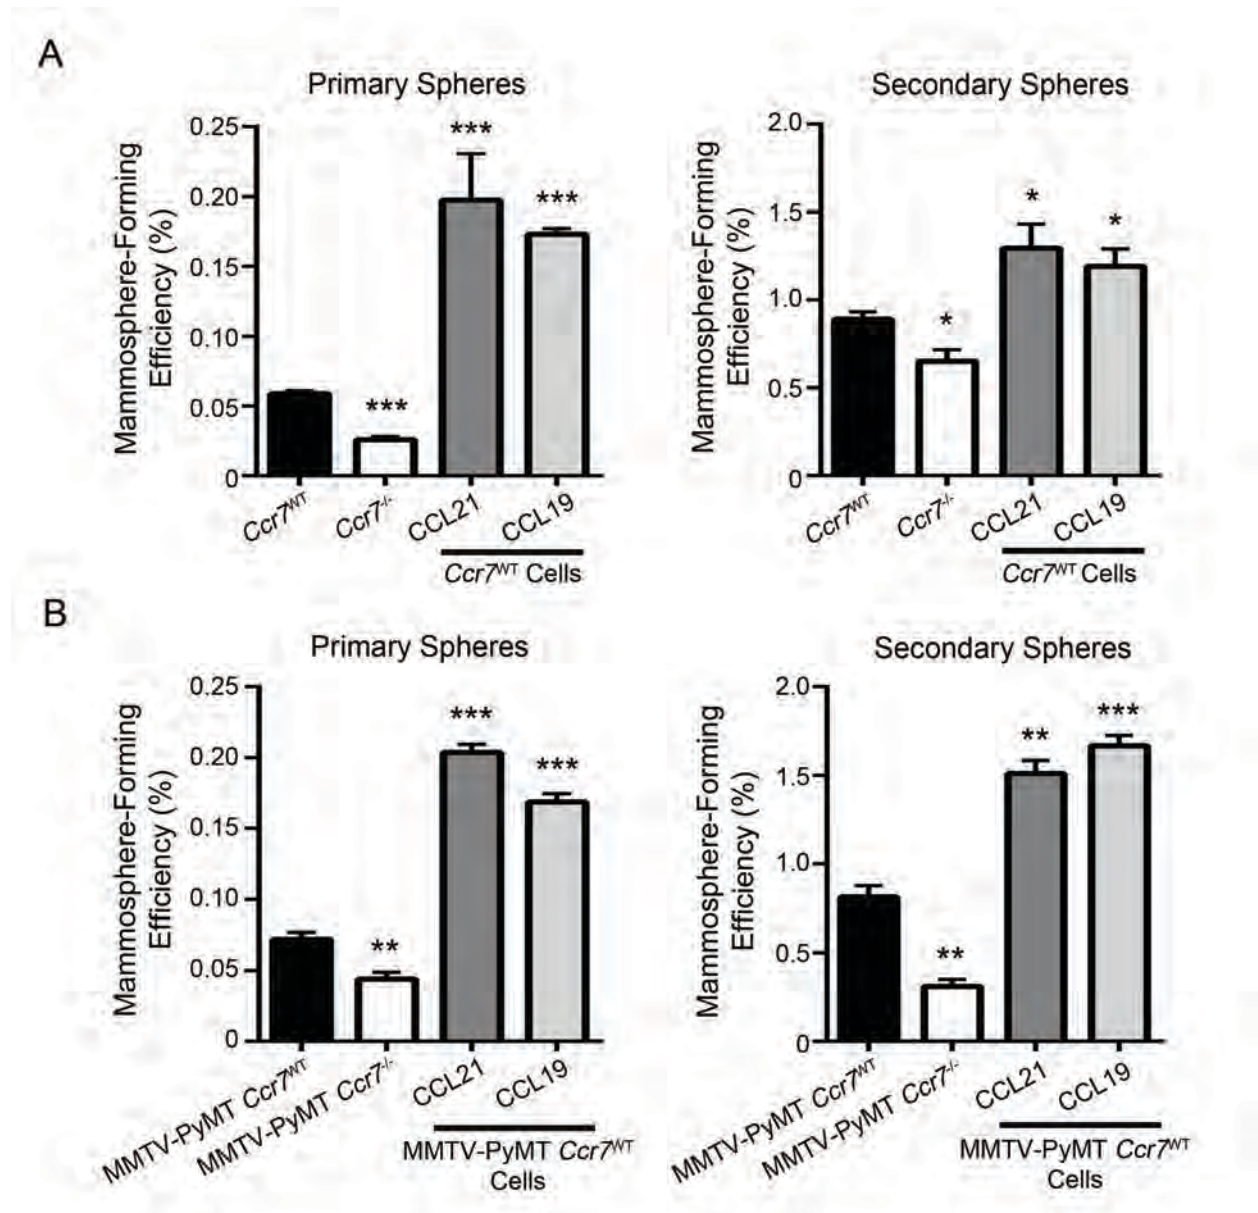 A
Primary Spheres
Mammosphere-Forming
Efficiency (%)
0.25
0.20
0.15
0.10
0.05
0
***
***
***
Ccr7WT
Ccr7-/-
CCL21
CCL19
Ccr7WT Cells
Secondary Spheres
Mammosphere-Forming
Efficiency (%)
2.0
1.5
1.0
0.5
0
*
*
*
Ccr7WT
Ccr7-/-
CCL21
CCL19
Ccr7WT Cells
B
Primary Spheres
Mammosphere-Forming
Efficiency (%)
0.25
0.20
0.15
0.10
0.05
0
**
***
***
MMTV-PyMT Ccr7WT
MMTV-PyMT Ccr7-/-
CCL21
CCL19
MMTV-PyMT Ccr7WT
Cells
Secondary Spheres
Mammosphere-Forming
Efficiency (%)
2.0
1.5
1.0
0.5
0
**
**
***
MMTV-PyMT Ccr7WT
MMTV-PyMT Ccr7-/-
CCL21
CCL19
MMTV-PyMT Ccr7WT
Cells